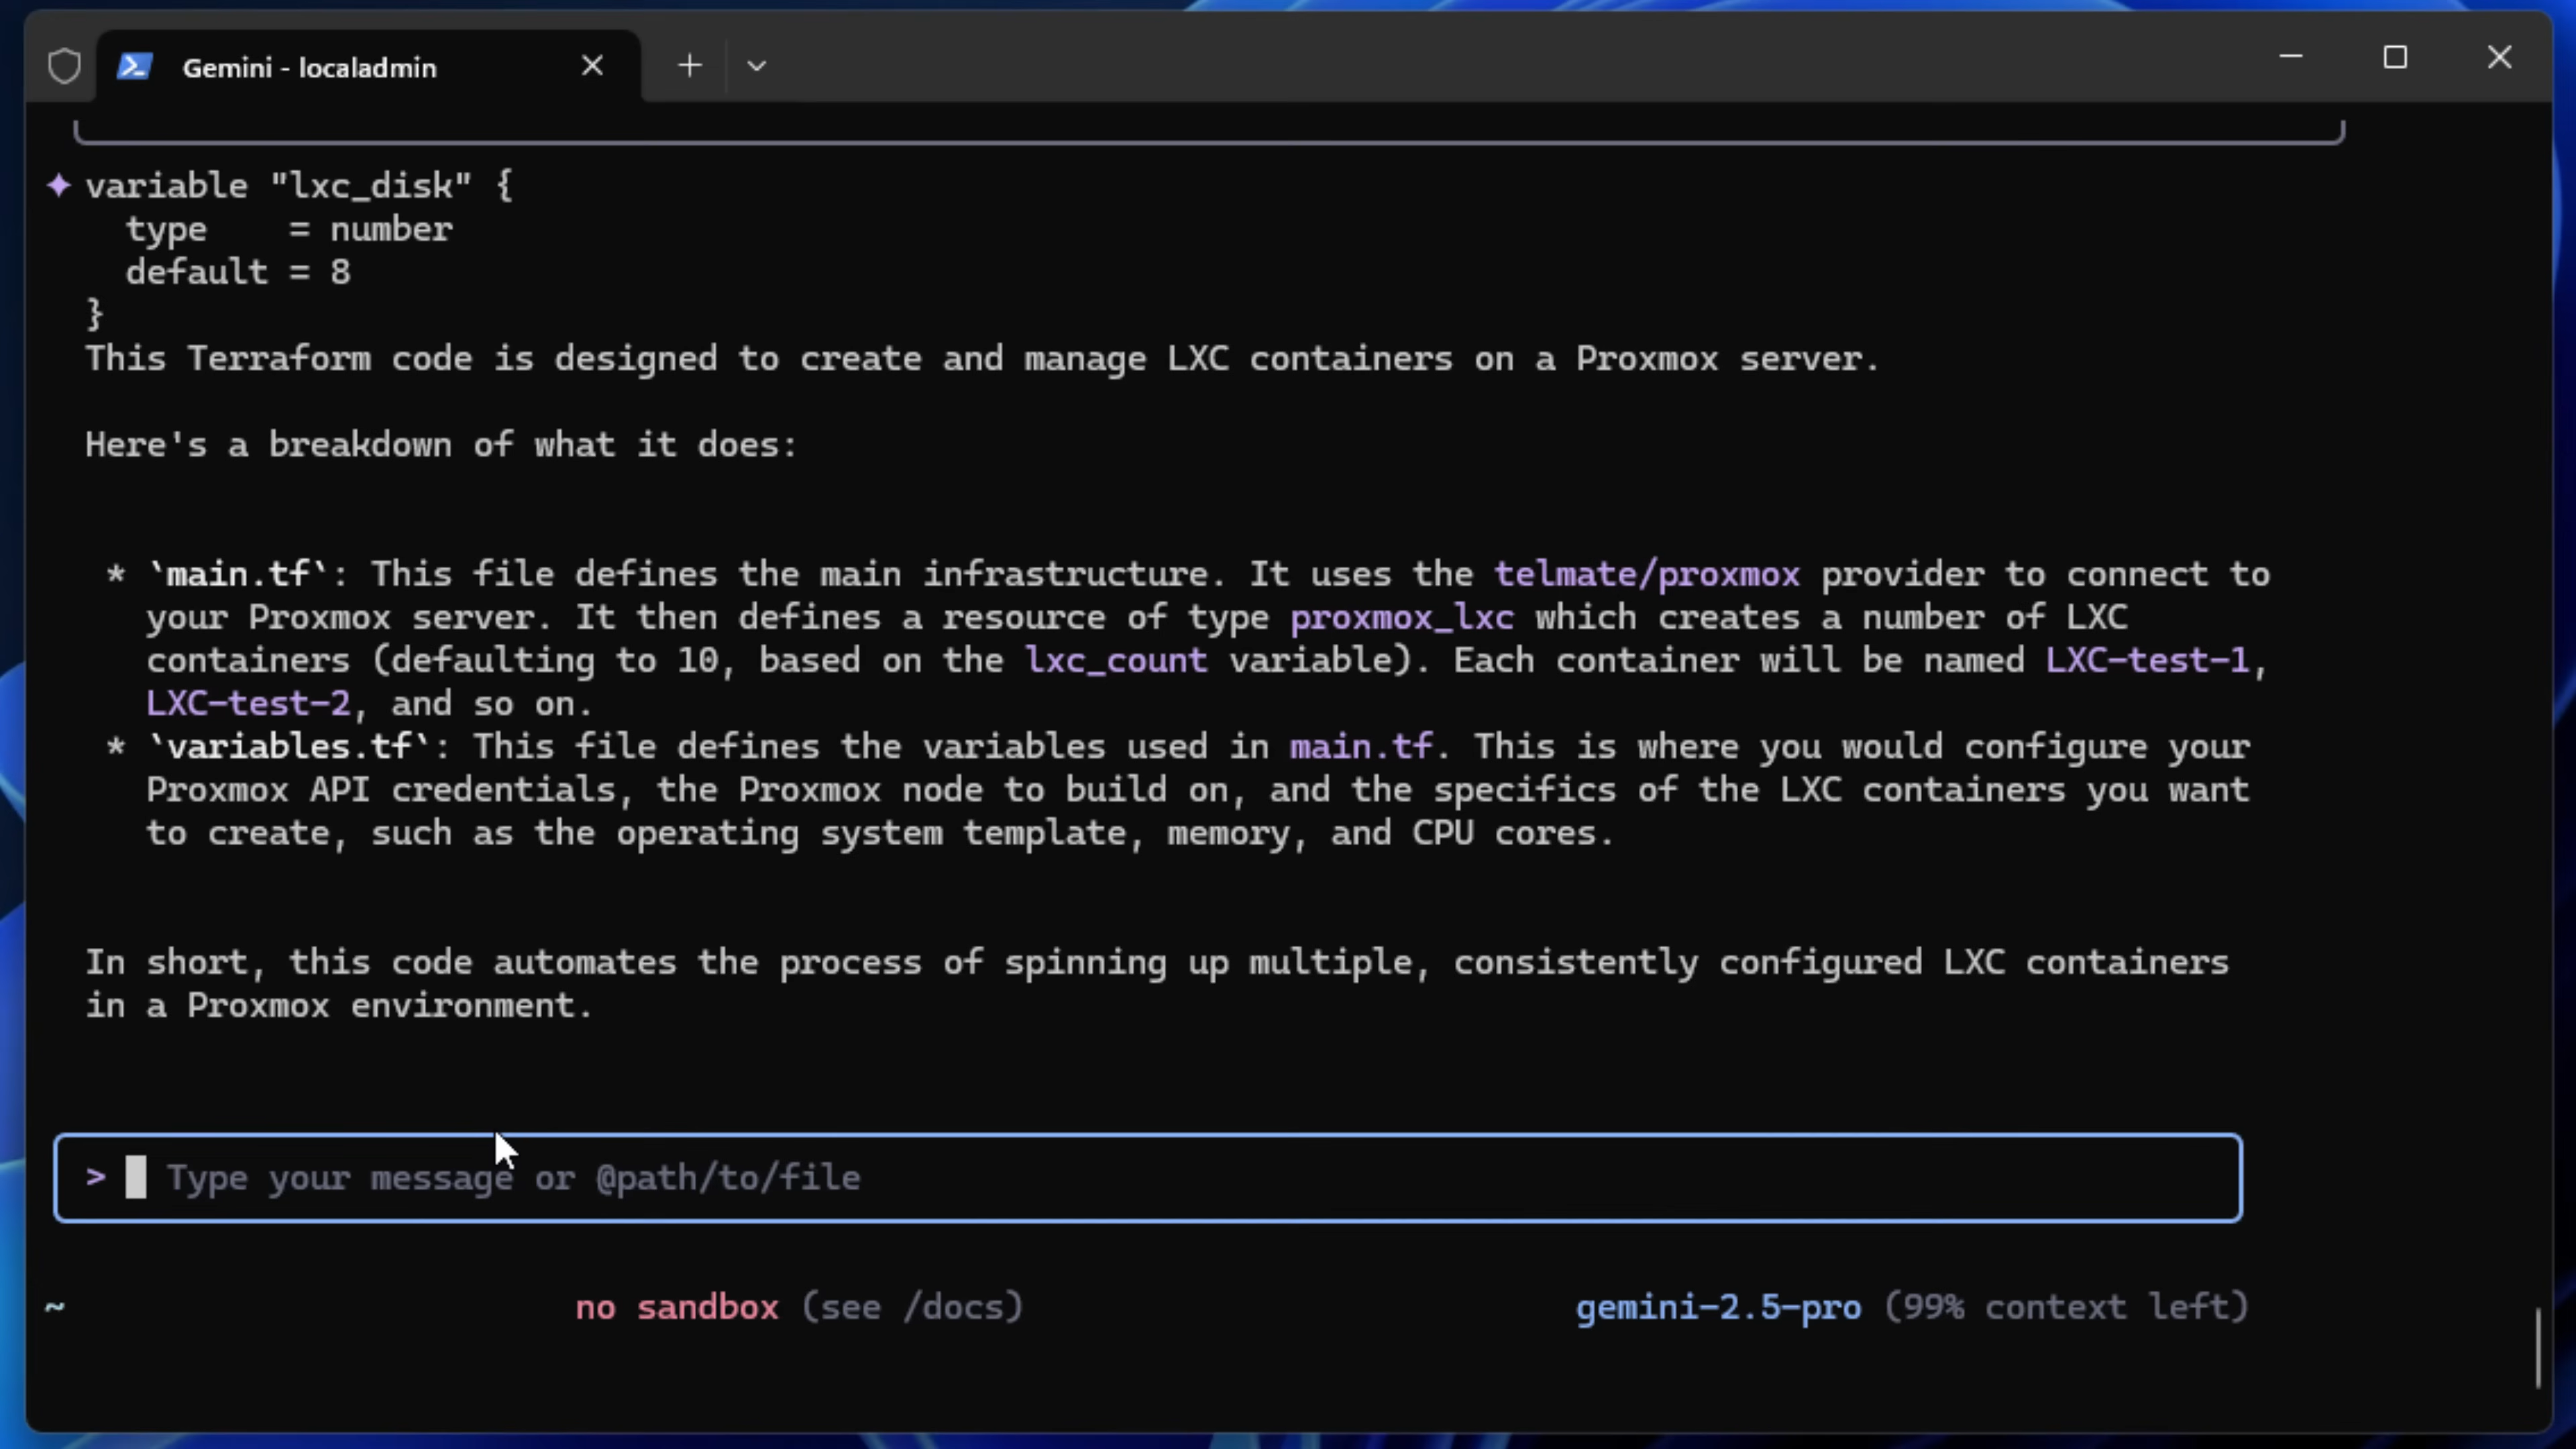 Gemini - localadmin
✦ variable "lxc_disk" {
type    = number
default = 8
}
This Terraform code is designed to create and manage LXC containers on a Proxmox server.
Here's a breakdown of what it does:
* `main.tf`: This file defines the main infrastructure. It uses the telmate/proxmox provider to connect to
your Proxmox server. It then defines a resource of type proxmox_lxc which creates a number of LXC
containers (defaulting to 10, based on the lxc_count variable). Each container will be named LXC-test-1,
LXC-test-2, and so on.
* `variables.tf`: This file defines the variables used in main.tf. This is where you would configure your
Proxmox API credentials, the Proxmox node to build on, and the specifics of the LXC containers you want
to create, such as the operating system template, memory, and CPU cores.
In short, this code automates the process of spinning up multiple, consistently configured LXC containers
in a Proxmox environment.
> Type your message or @path/to/file
~ no sandbox (see /docs) gemini-2.5-pro (99% context left)